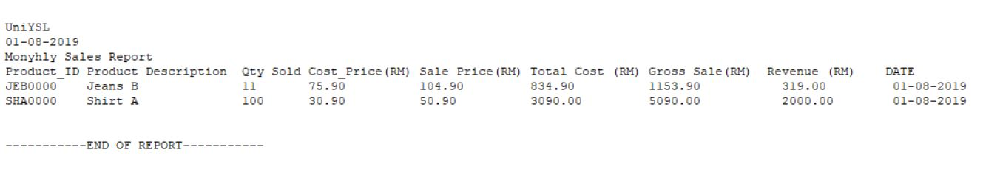 UniYSL
01-08-2019
Monyhly Sales Report
Product_ID Product Description  Qty Sold Cost_Price(RM) Sale Price(RM) Total Cost (RM) Gross Sale(RM)  Revenue (RM)    DATE
JEB0000    Jeans B              11       75.90          104.90         834.90          1153.90           319.00         01-08-2019
SHA0000    Shirt A              100      30.90          50.90          3090.00         5090.00           2000.00        01-08-2019
-----------END OF REPORT-----------